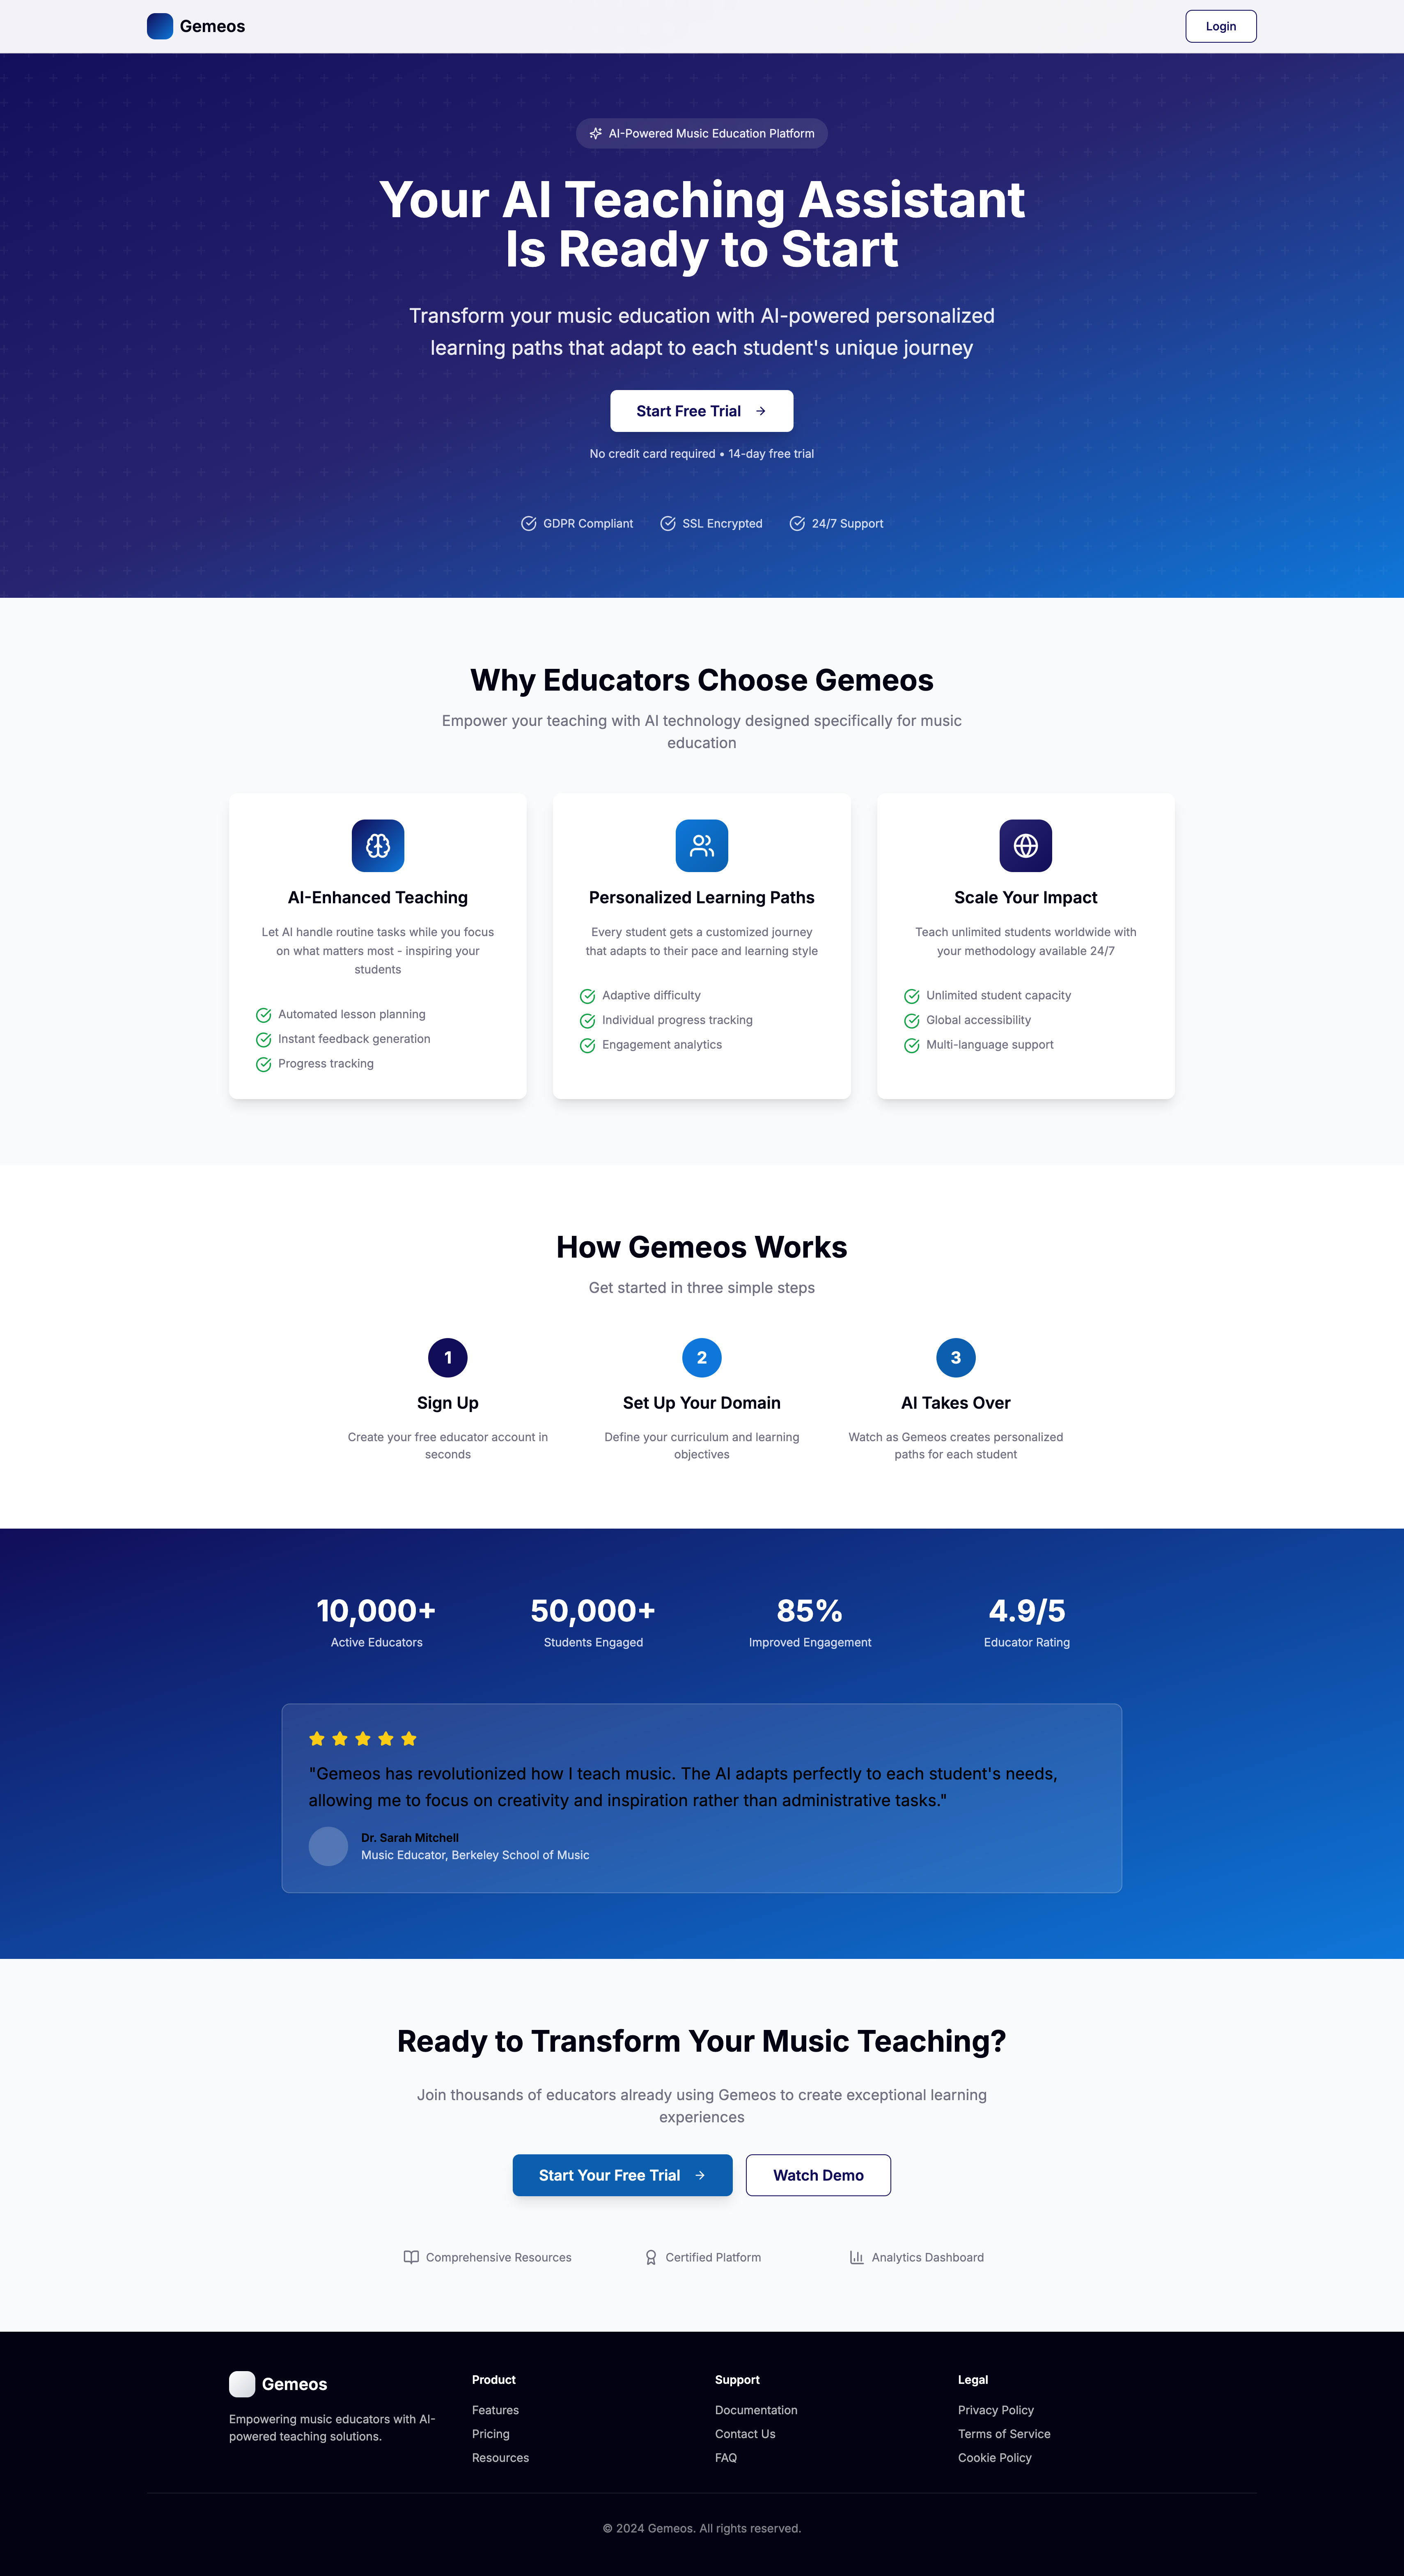 Gemeos
Login
AI-Powered Music Education Platform
Your AI Teaching Assistant
Is Ready to Start
Transform your music education with AI-powered personalized
learning paths that adapt to each student's unique journey
Start Free Trial
No credit card required • 14-day free trial
GDPR Compliant
SSL Encrypted
24/7 Support
Why Educators Choose Gemeos
Empower your teaching with AI technology designed specifically for music
education
AI-Enhanced Teaching
Let AI handle routine tasks while you focus
on what matters most - inspiring your
students
Automated lesson planning
Instant feedback generation
Progress tracking
Personalized Learning Paths
Every student gets a customized journey
that adapts to their pace and learning style
Adaptive difficulty
Individual progress tracking
Engagement analytics
Scale Your Impact
Teach unlimited students worldwide with
your methodology available 24/7
Unlimited student capacity
Global accessibility
Multi-language support
How Gemeos Works
Get started in three simple steps
1
Sign Up
Create your free educator account in
seconds
2
Set Up Your Domain
Define your curriculum and learning
objectives
3
AI Takes Over
Watch as Gemeos creates personalized
paths for each student
10,000+
Active Educators
50,000+
Students Engaged
85%
Improved Engagement
4.9/5
Educator Rating
"Gemeos has revolutionized how I teach music. The AI adapts perfectly to each student's needs,
allowing me to focus on creativity and inspiration rather than administrative tasks."
Dr. Sarah Mitchell
Music Educator, Berkeley School of Music
Ready to Transform Your Music Teaching?
Join thousands of educators already using Gemeos to create exceptional learning
experiences
Start Your Free Trial
Watch Demo
Comprehensive Resources
Certified Platform
Analytics Dashboard
Gemeos
Empowering music educators with AI-
powered teaching solutions.
Product
Features
Pricing
Resources
Support
Documentation
Contact Us
FAQ
Legal
Privacy Policy
Terms of Service
Cookie Policy
© 2024 Gemeos. All rights reserved.